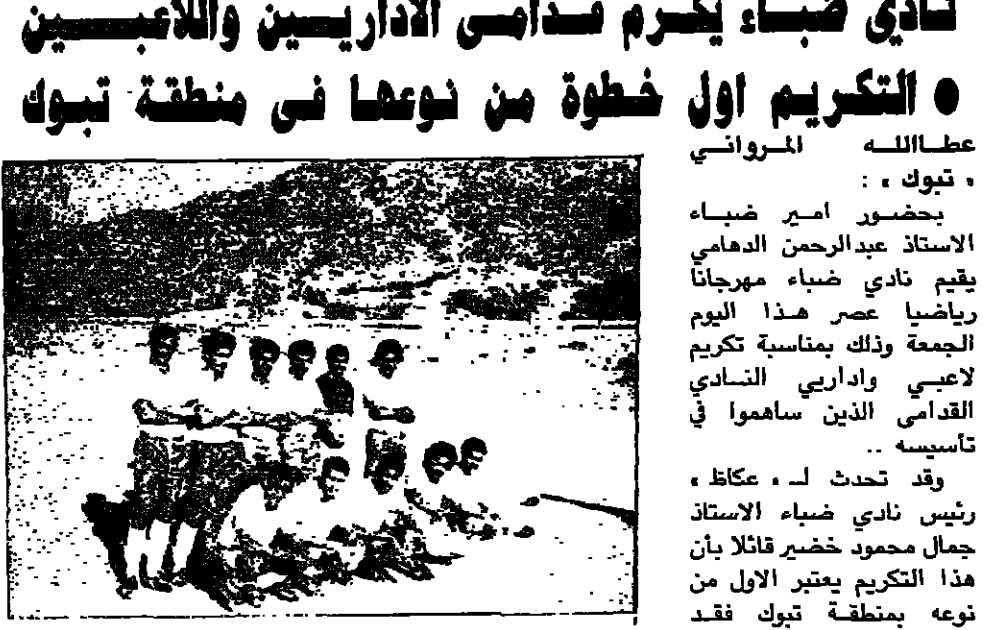 نادي ضباء يكرم قدامى الاداريين واللاعبين
● التكريم اول خطوة من نوعها فى منطقة تبوك
عطاالله المرواني
« تبوك » :
بحضور امير ضباء
الاستاذ عبدالرحمن الدهامي
يقيم نادي ضباء مهرجانا
رياضيا عصر هذا اليوم
الجمعة وذلك بمناسبة تكريم
لاعبي واداريي النادي
القدامى الذين ساهموا في
تأسيسه ..
وقد تحدث لـ « عكاظ »
رئيس نادي ضباء الاستاذ
جمال محمود خضير قائلا بأن
هذا التكريم يعتبر الاول من
نوعه بمنطقة تبوك فقد